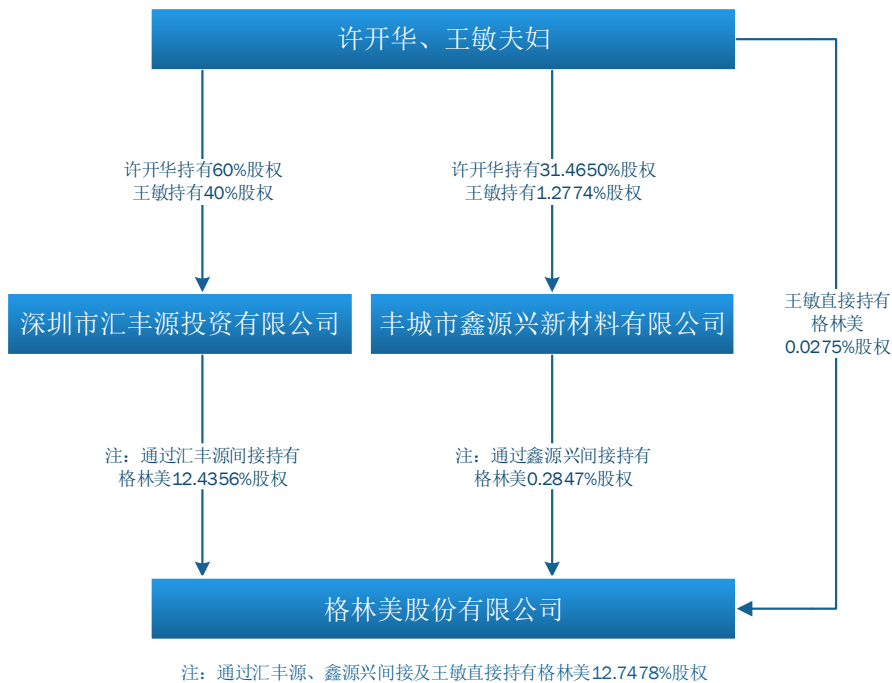 许开华、王敏夫妇
许开华持有60%股权
王敏持有40%股权
许开华持有31.4650%股权
王敏持有1.2774%股权
深圳市汇丰源投资有限公司
丰城市鑫源兴新材料有限公司
王敏直接持有
格林美
0.0275%股权
注：通过汇丰源间接持有
格林美12.4356%股权
注：通过鑫源兴间接持有
格林美0.2847%股权
格林美股份有限公司
注：通过汇丰源、鑫源兴间接及王敏直接持有格林美12.7478%股权